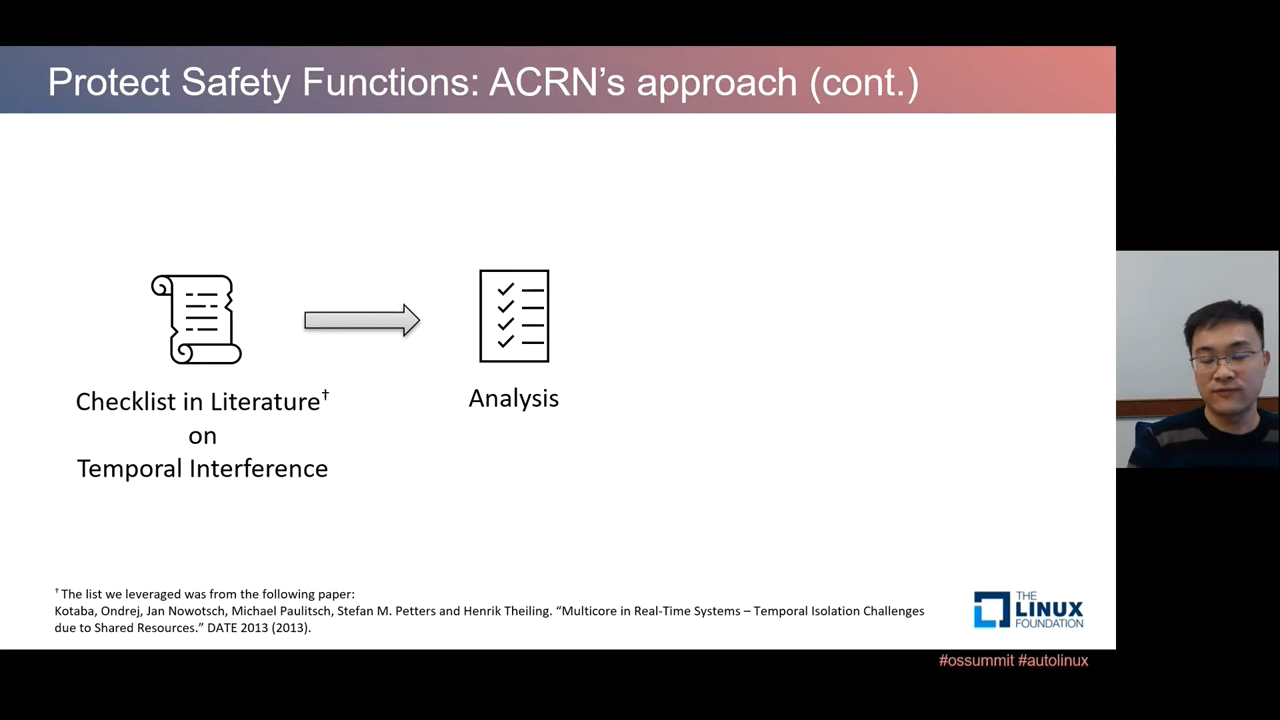 Protect Safety Functions: ACRN’s approach (cont.)
Checklist in Literature†
on
Temporal Interference
Analysis
† The list we leveraged was from the following paper:
Kotaba, Ondrej, Jan Nowotsch, Michael Paulitsch, Stefan M. Petters and Henrik Theiling. “Multicore in Real-Time Systems – Temporal Isolation Challenges
due to Shared Resources.” DATE 2013 (2013).
THE
LINUX
FOUNDATION
#ossummit #autolinux